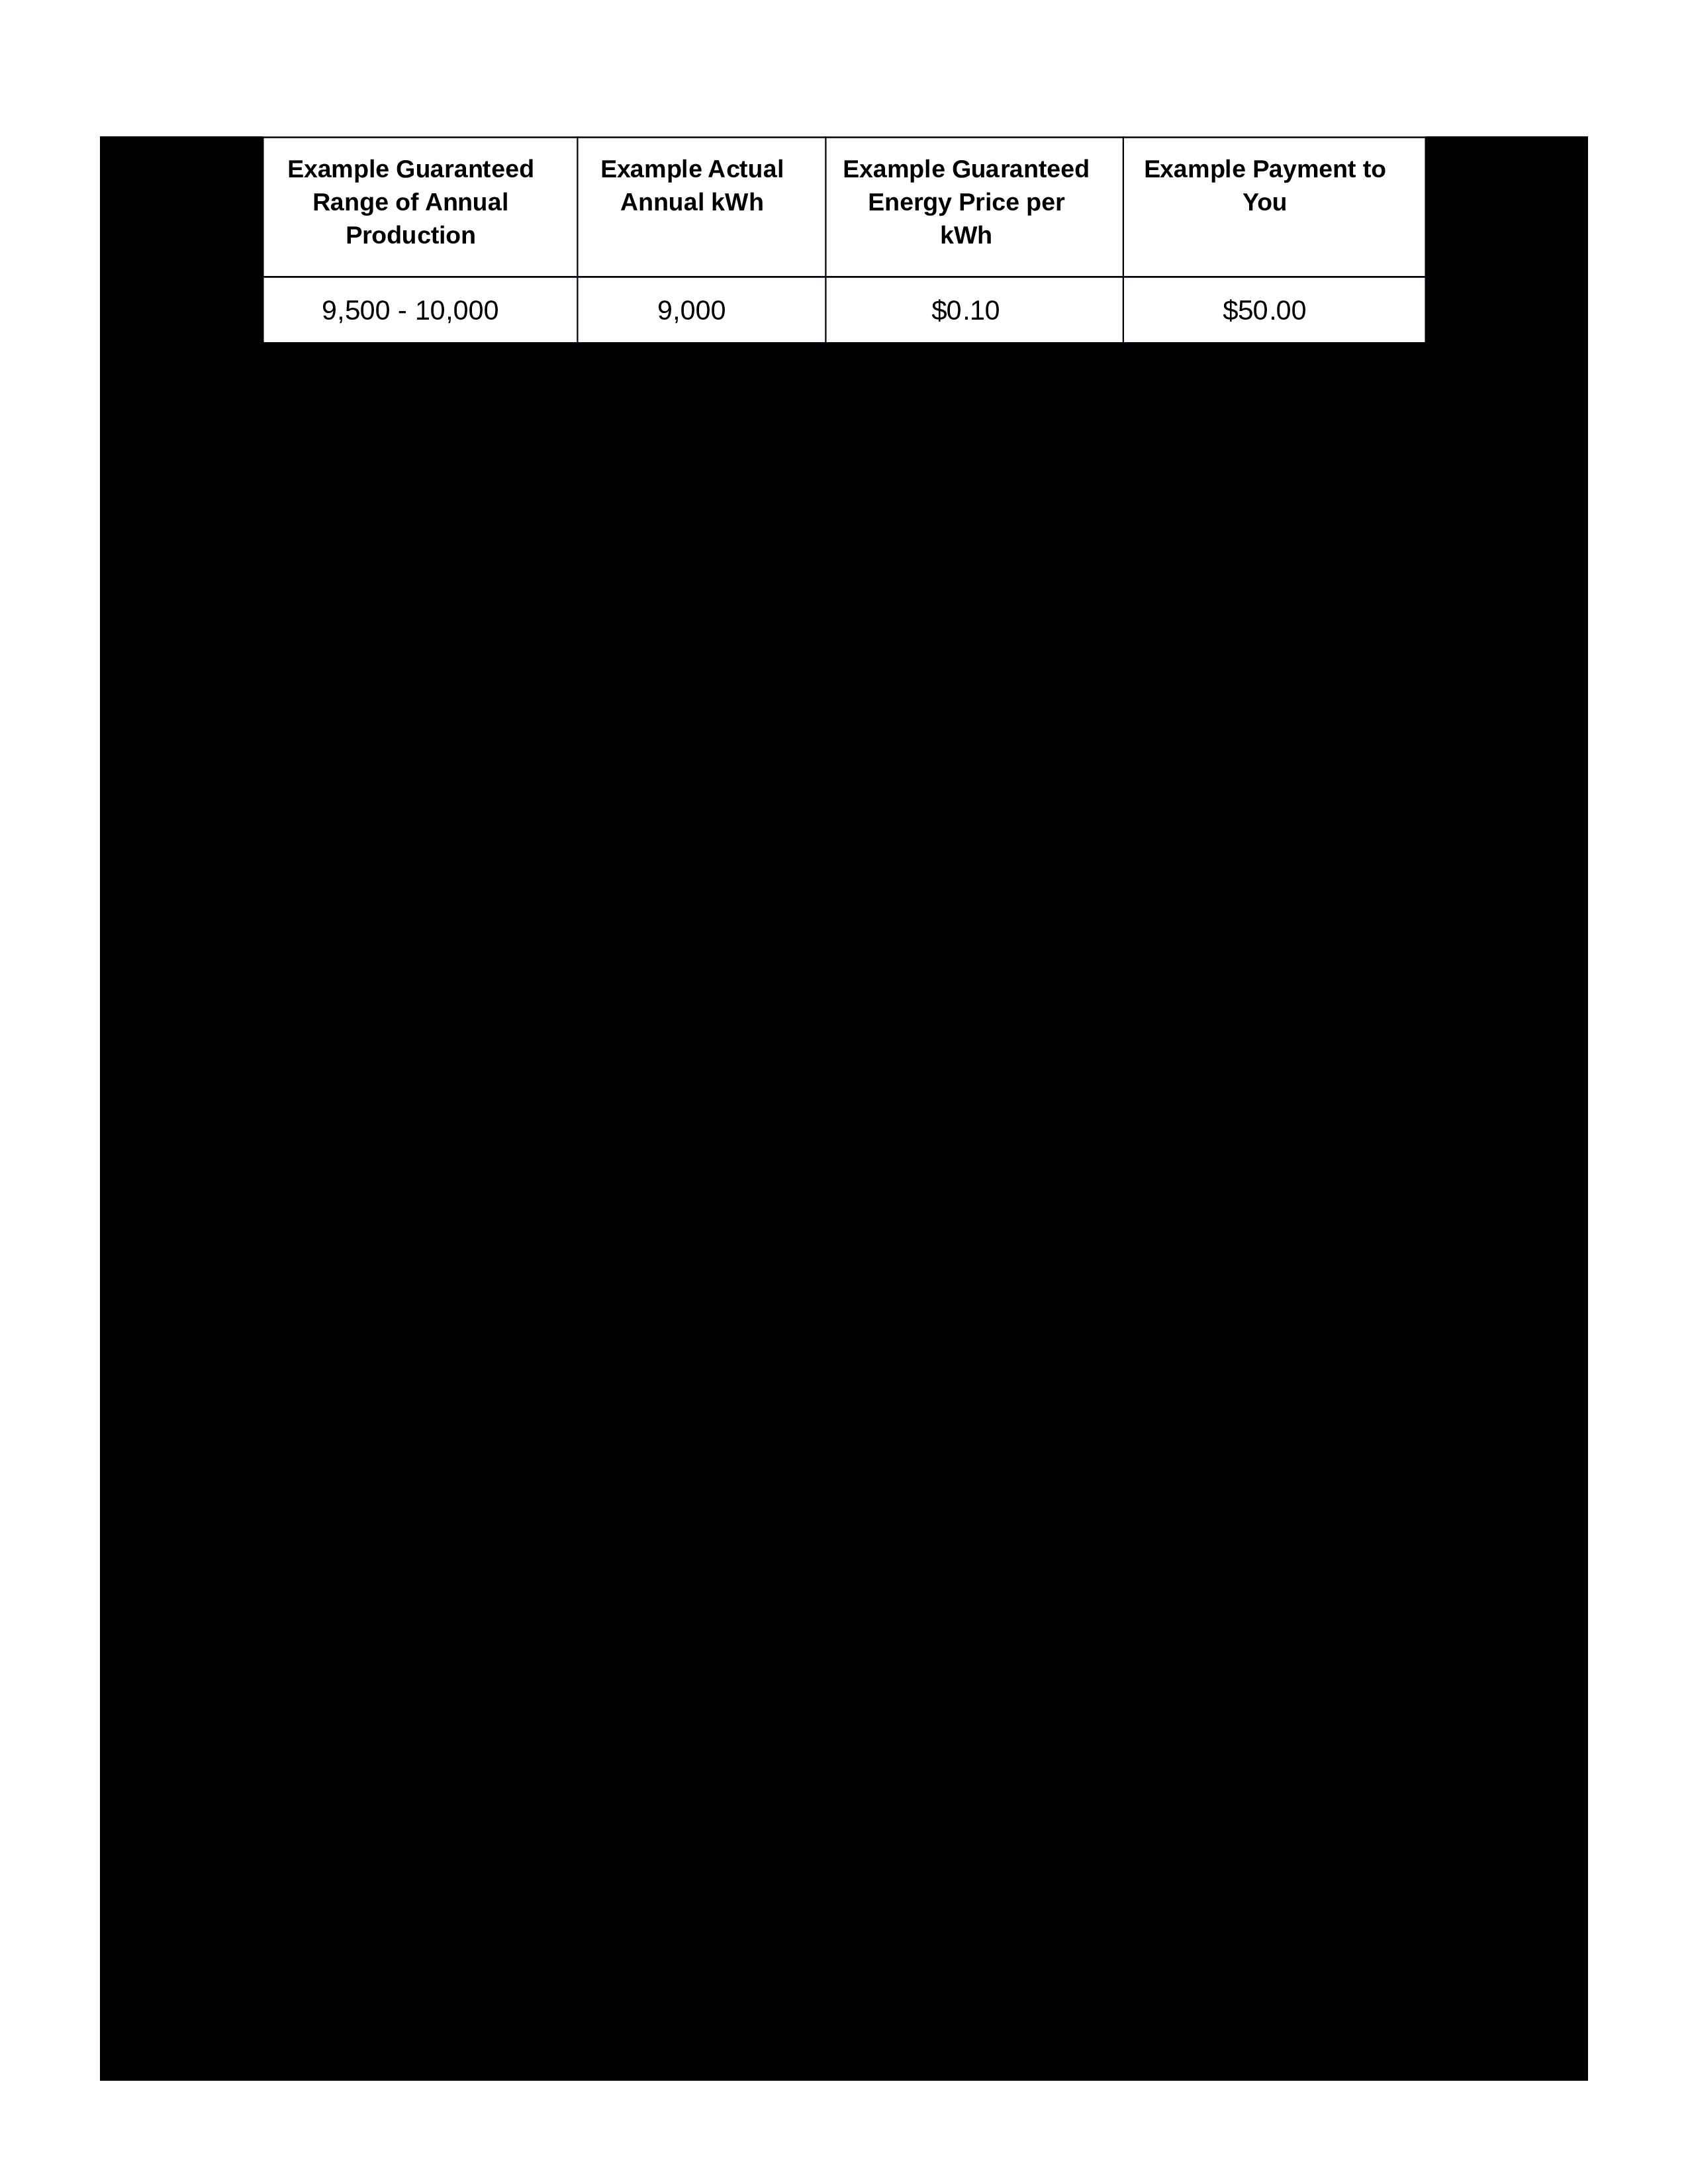 Example Guaranteed Range of Annual Production | Example Actual Annual kWh | Example Guaranteed Energy Price per kWh | Example Payment to You
9,500 - 10,000 | 9,000 | $0.10 | $50.00